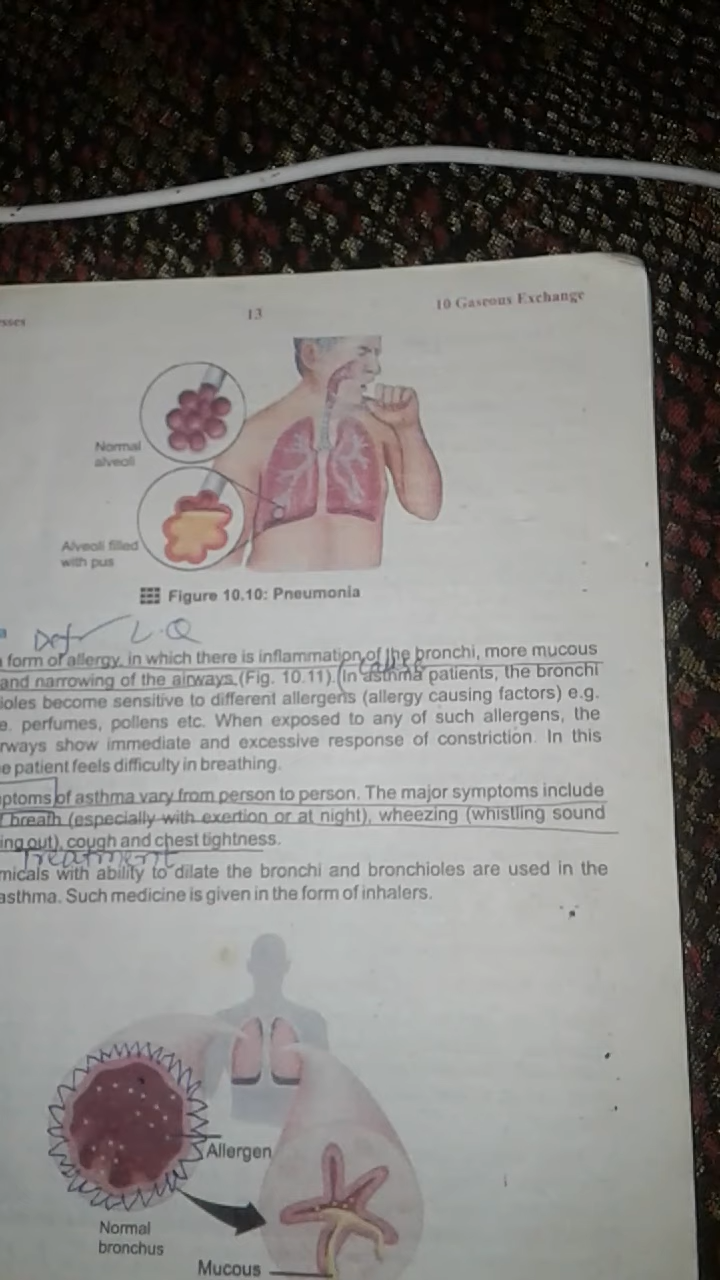 sses 13 10 Gaseous Exchange
Normal
alveoli
Alveoli filled
with pus
Figure 10.10: Pneumonia
Def L.Q
form of allergy, in which there is inflammation of the bronchi, more mucous
cause
and narrowing of the airways (Fig. 10.11). (In asthma patients, the bronchi
ioles become sensitive to different allergens (allergy causing factors) e.g.
e. perfumes, pollens etc. When exposed to any of such allergens, the
rways show immediate and excessive response of constriction. In this
e patient feels difficulty in breathing.
ptoms of asthma vary from person to person. The major symptoms include
f breath (especially with exertion or at night), wheezing (whistling sound
ing out), cough and chest tightness.
Treatment
micals with ability to dilate the bronchi and bronchioles are used in the
asthma. Such medicine is given in the form of inhalers.
Allergen
Normal
bronchus
Mucous